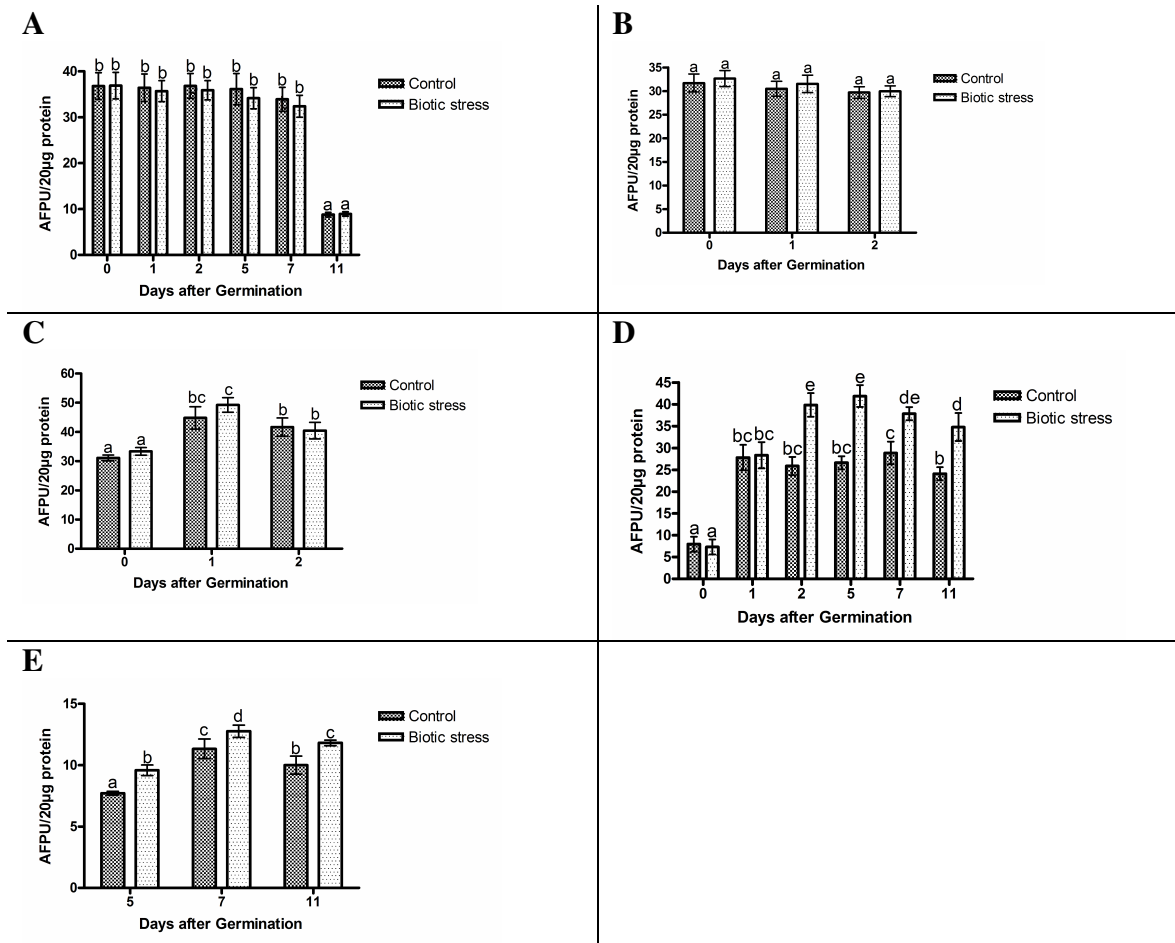 A
b b b b b b b b b b a a
40
30
20
10
0
AFPU/20µg protein
0 1 2 5 7 11
Days after Germination
Control
Biotic stress
B
a a a a a a
35
30
25
20
15
10
5
0
AFPU/20µg protein
0 1 2
Days after Germination
Control
Biotic stress
C
a a bc c b b
60
50
40
30
20
10
0
AFPU/20µg protein
0 1 2
Days after Germination
Control
Biotic stress
D
a a bc bc bc e bc e c de b d
45
40
35
30
25
20
15
10
5
0
AFPU/20µg protein
0 1 2 5 7 11
Days after Germination
Control
Biotic stress
E
a b c d b c
15
10
5
0
AFPU/20µg protein
5 7 11
Days after Germination
Control
Biotic stress